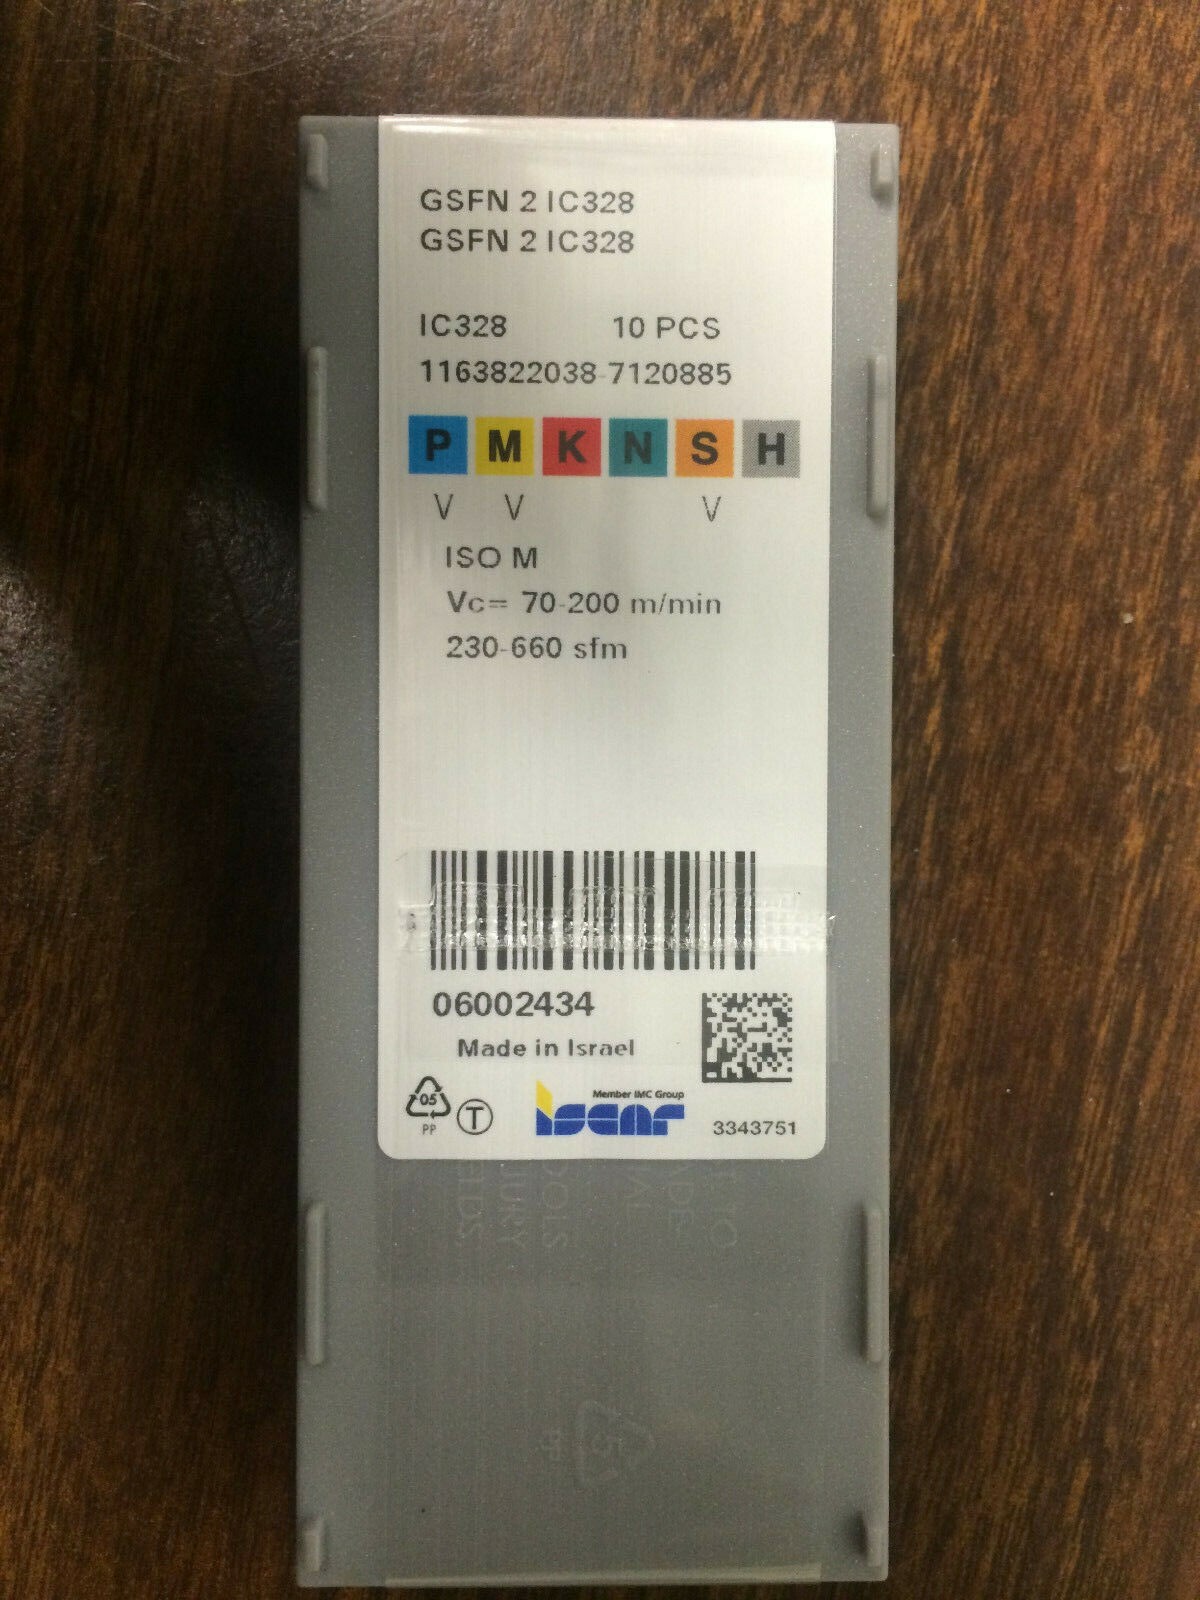 GSFN 2 IC328
GSFN 2 IC328
IC328 10 PCS
1163822038-7120885
P M K N S H
V V V
ISO M
Vc= 70-200 m/min
230-660 sfm
06002434
Made in Israel
05
PP
T
Member IMC Group
iscar
3343751